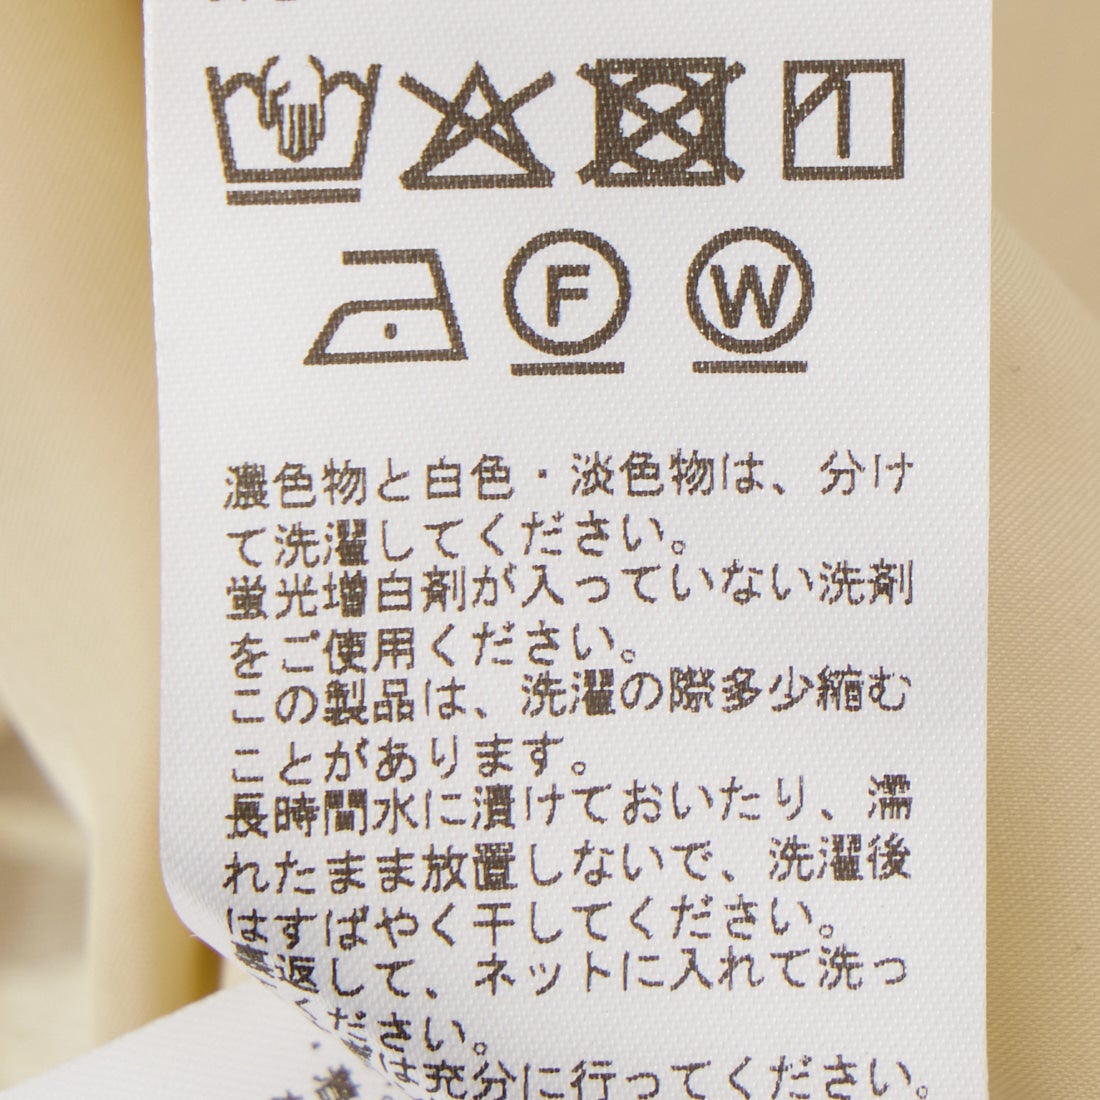 F W
濃色物と白色・淡色物は、分け
て洗濯してください。
蛍光増白剤が入っていない洗剤
をご使用ください。
この製品は、洗濯の際多少縮む
ことがあります。
長時間水に漬けておいたり、濡
れたまま放置しないで、洗濯後
はすばやく干してください。
裏返して、ネットに入れて洗っ
てください。
は充分に行ってください。